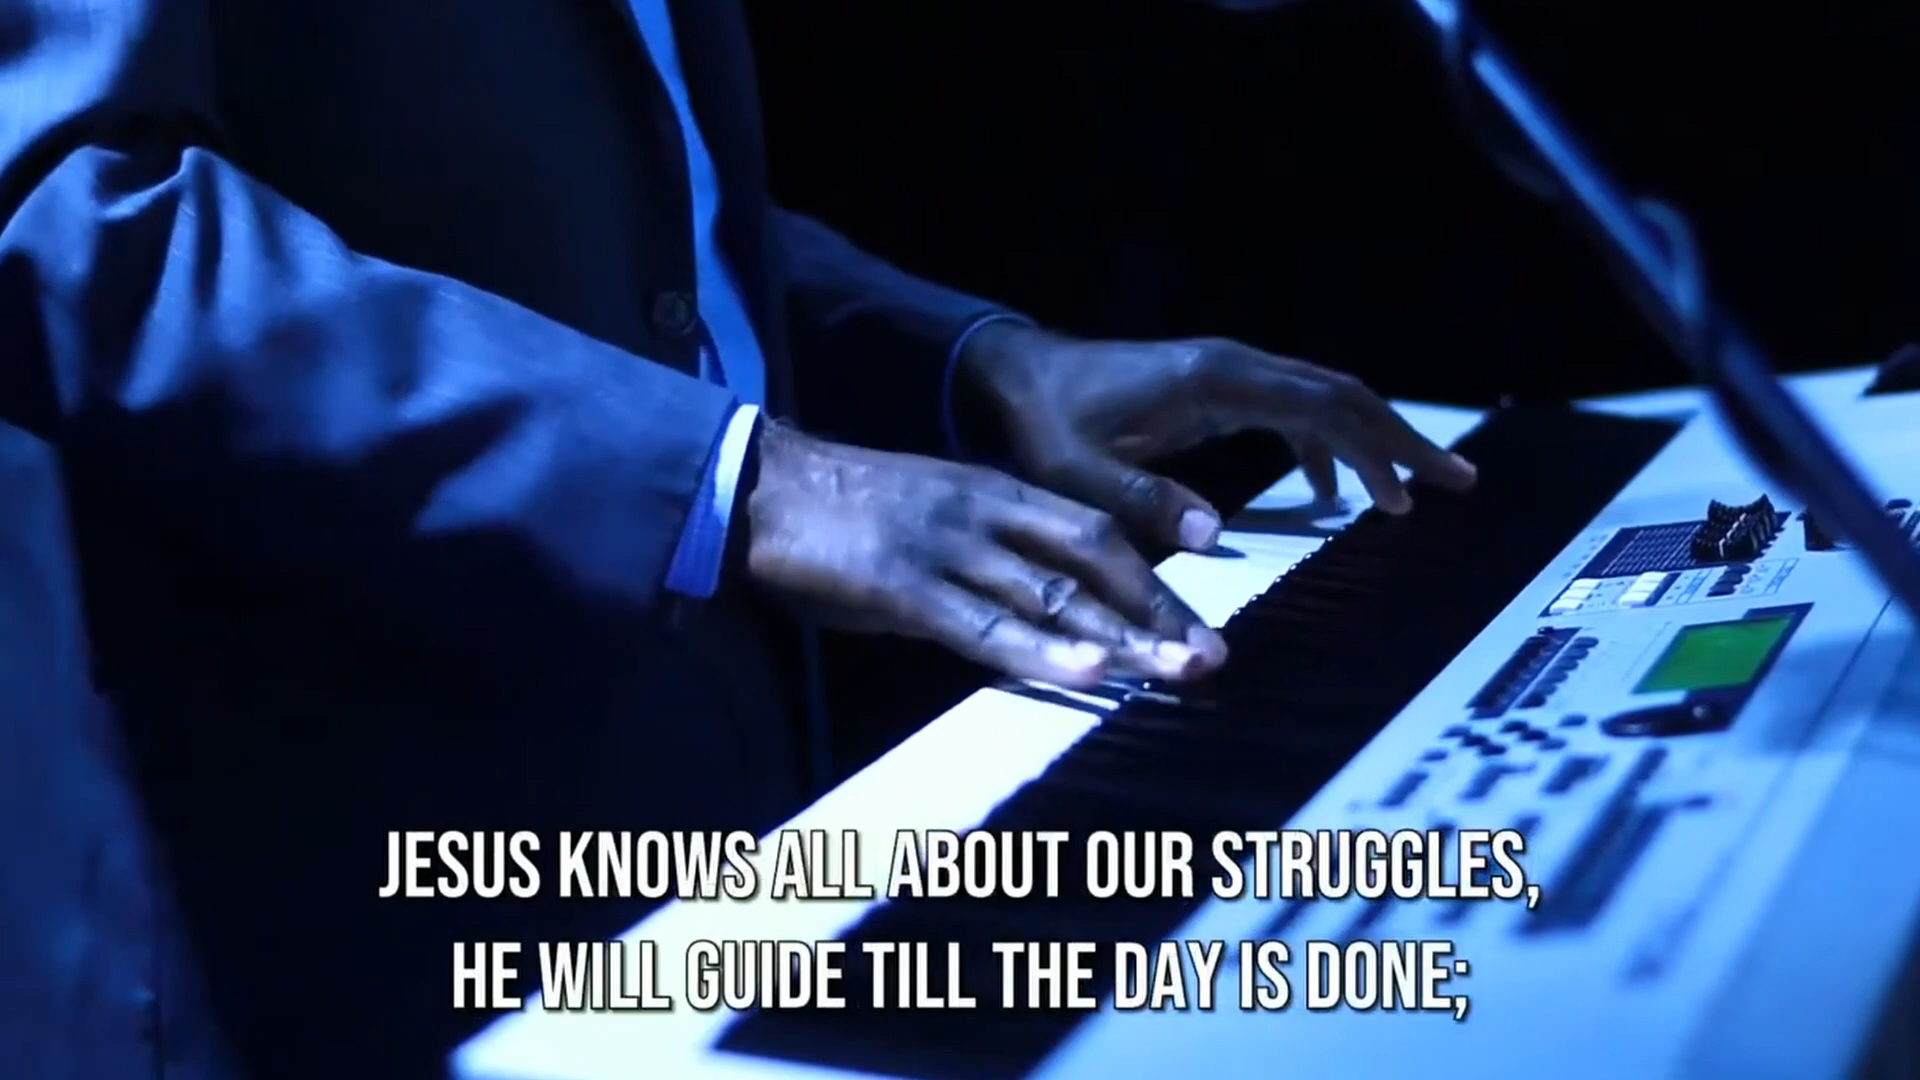 JESUS KNOWS ALL ABOUT OUR STRUGGLES,
HE WILL GUIDE TILL THE DAY IS DONE;